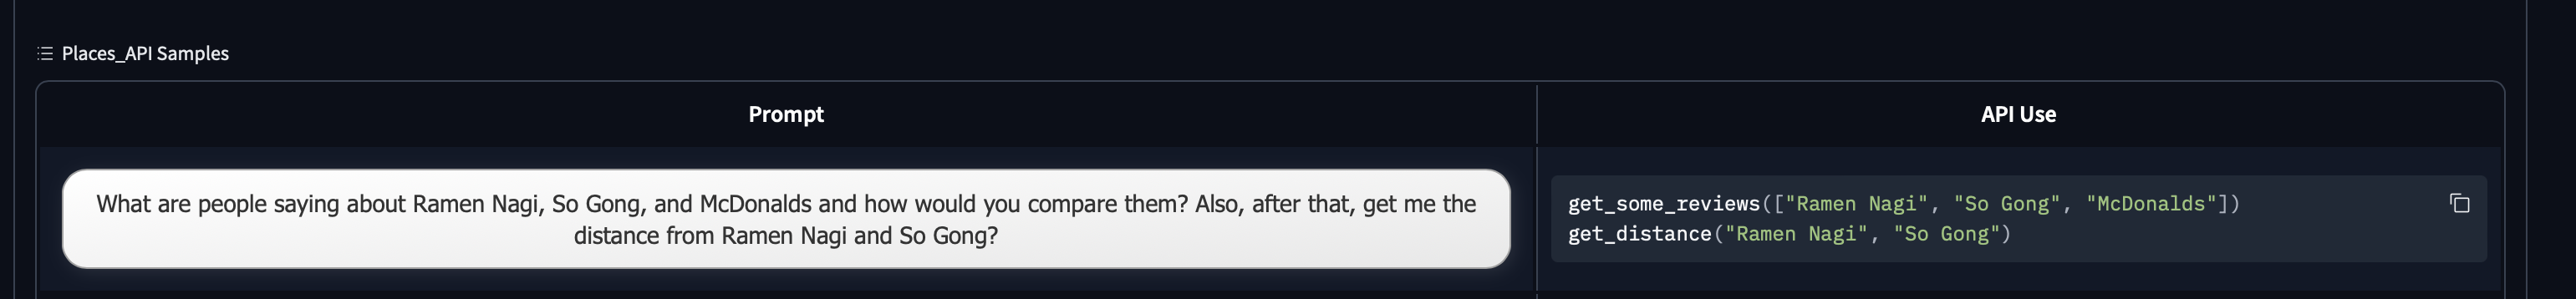 Places_API Samples
Prompt
API Use
What are people saying about Ramen Nagi, So Gong, and McDonalds and how would you compare them? Also, after that, get me the
distance from Ramen Nagi and So Gong?
get_some_reviews(["Ramen Nagi", "So Gong", "McDonalds"])
get_distance("Ramen Nagi", "So Gong")